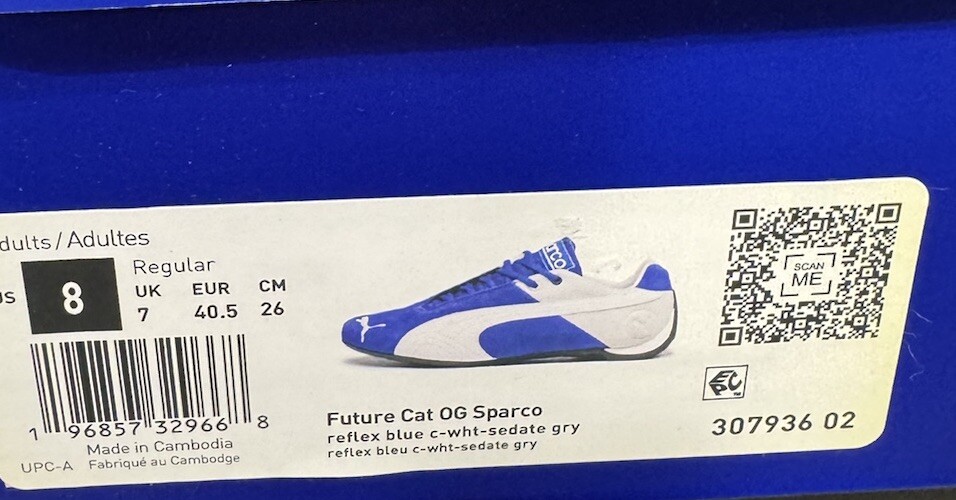 dults/Adultes
Regular
US 8 UK EUR CM
7 40.5 26
SCAN
ME
1 96857 32966 8
Made in Cambodia
UPC-A Fabriqué au Cambodge
Future Cat OG Sparco
reflex blue c-wht-sedate gry
reflex bleu c-wht-sedate gry
307936 02